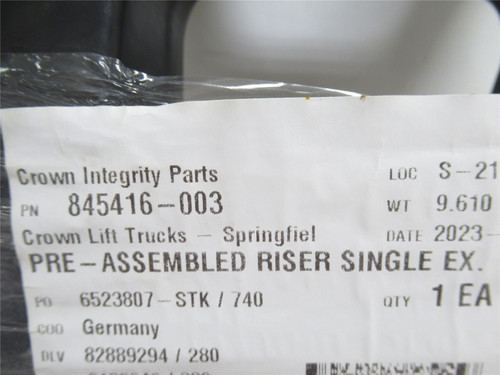 Crown Integrity Parts LOC S-21
PN 845416-003 WT 9.610
Crown Lift Trucks - Springfiel DATE 2023-
PRE-ASSEMBLED RISER SINGLE EX.
PO 6523807-STK / 740 QTY 1 EA
COO Germany
DLV 82889294 / 280